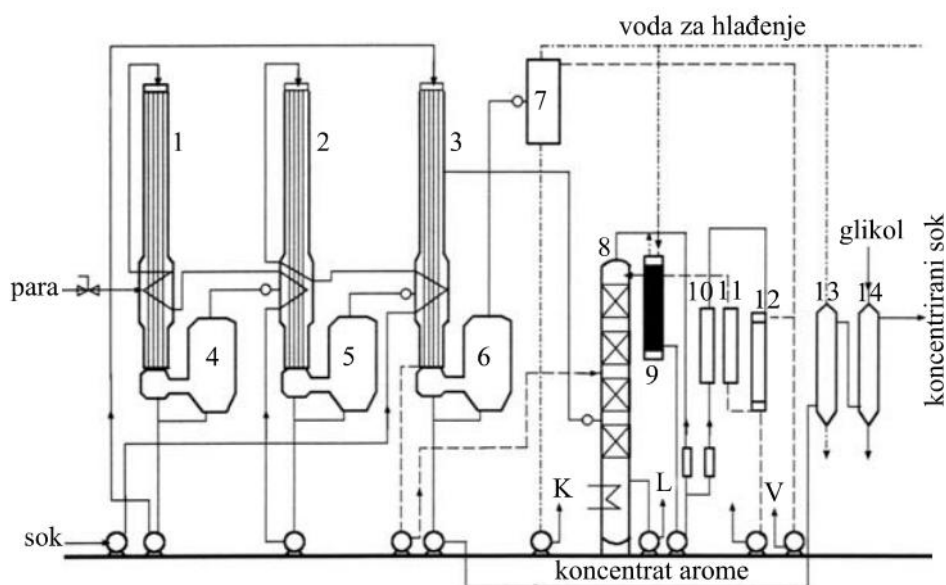 voda za hlađenje
7
1
2
3
8
glikol
para
10
11
12
13
14
4
5
6
9
koncentrirani sok
K
L
V
sok
koncentrat arome